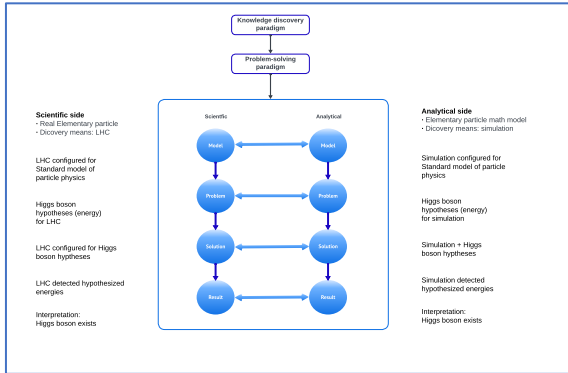 Knowledge discovery
paradigm
Problem-solving
paradigm
Scientific side
- Real Elementary particle
- Dicovery means: LHC
LHC configured for
Standard model of
particle physics
Higgs boson
hypotheses (energy)
for LHC
LHC configured for Higgs
boson hyptheses
LHC detected hypothesized
energies
Interpretation:
Higgs boson exists
Scientfic
Analytical
Model
Model
Problem
Problem
Solution
Solution
Result
Result
Analytical side
- Elementary particle math model
- Dicovery means: simulation
Simulation configured for
Standard model of particle
physics
Higgs boson
hypotheses (energy)
for simulation
Simulation + Higgs
boson hyptheses
Simulation detected
hypothesized energies
Interpretation:
Higgs boson exists